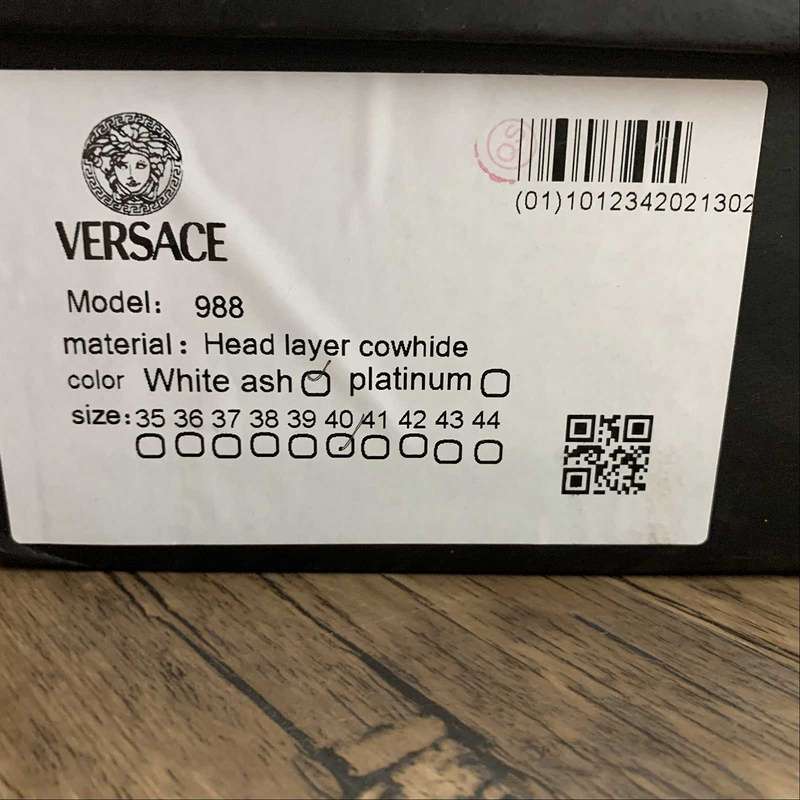 QS
(01)1012342021302
VERSACE
Model: 988
material: Head layer cowhide
color White ash platinum
size: 35 36 37 38 39 40 41 42 43 44